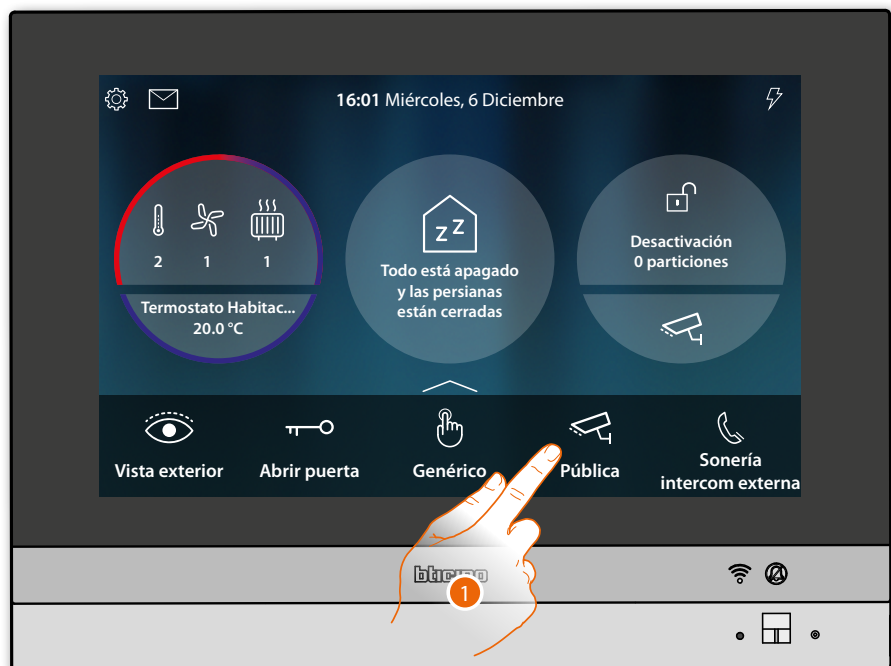 16:01 Miércoles, 6 Diciembre
2 1 1
Termostato Habitac...
20.0 °C
zZ
Todo está apagado
y las persianas
están cerradas
Desactivación
0 particiones
Vista exterior
Abrir puerta
Genérico
Pública
Sonería
intercom externa
bticino
1